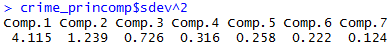 > crime_princomp$sdev^2
Comp.1 Comp.2 Comp.3 Comp.4 Comp.5 Comp.6 Comp.7
4.115 1.239 0.726 0.316 0.258 0.222 0.124